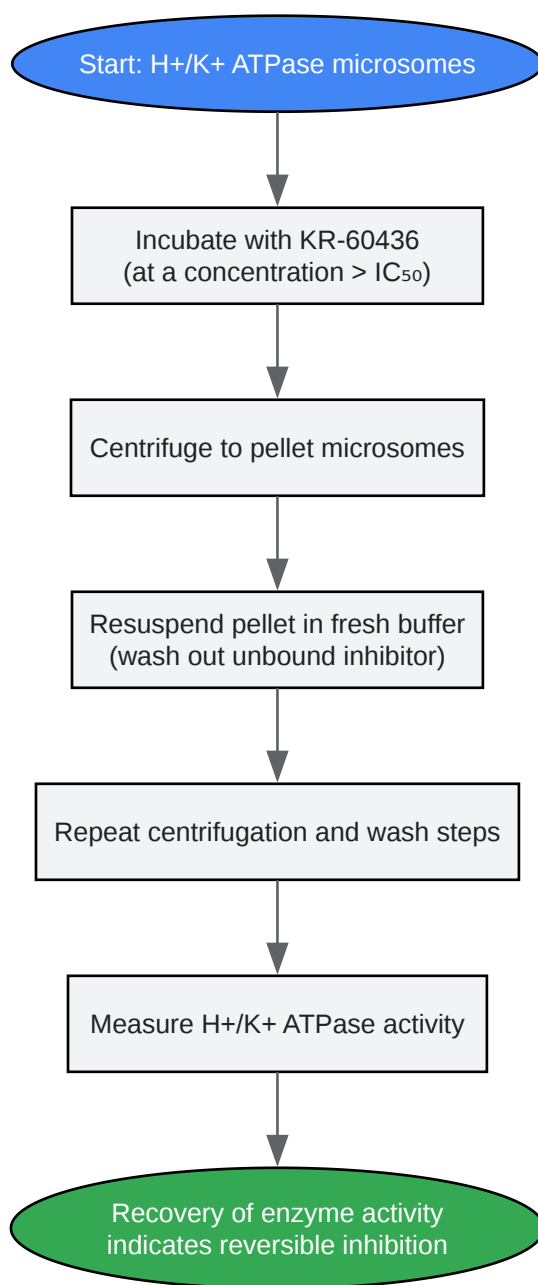 Start: H+/K+ ATPase microsomes
Incubate with KR-60436
(at a concentration > IC₅₀)
Centrifuge to pellet microsomes
Resuspend pellet in fresh buffer
(wash out unbound inhibitor)
Repeat centrifugation and wash steps
Measure H+/K+ ATPase activity
Recovery of enzyme activity
indicates reversible inhibition